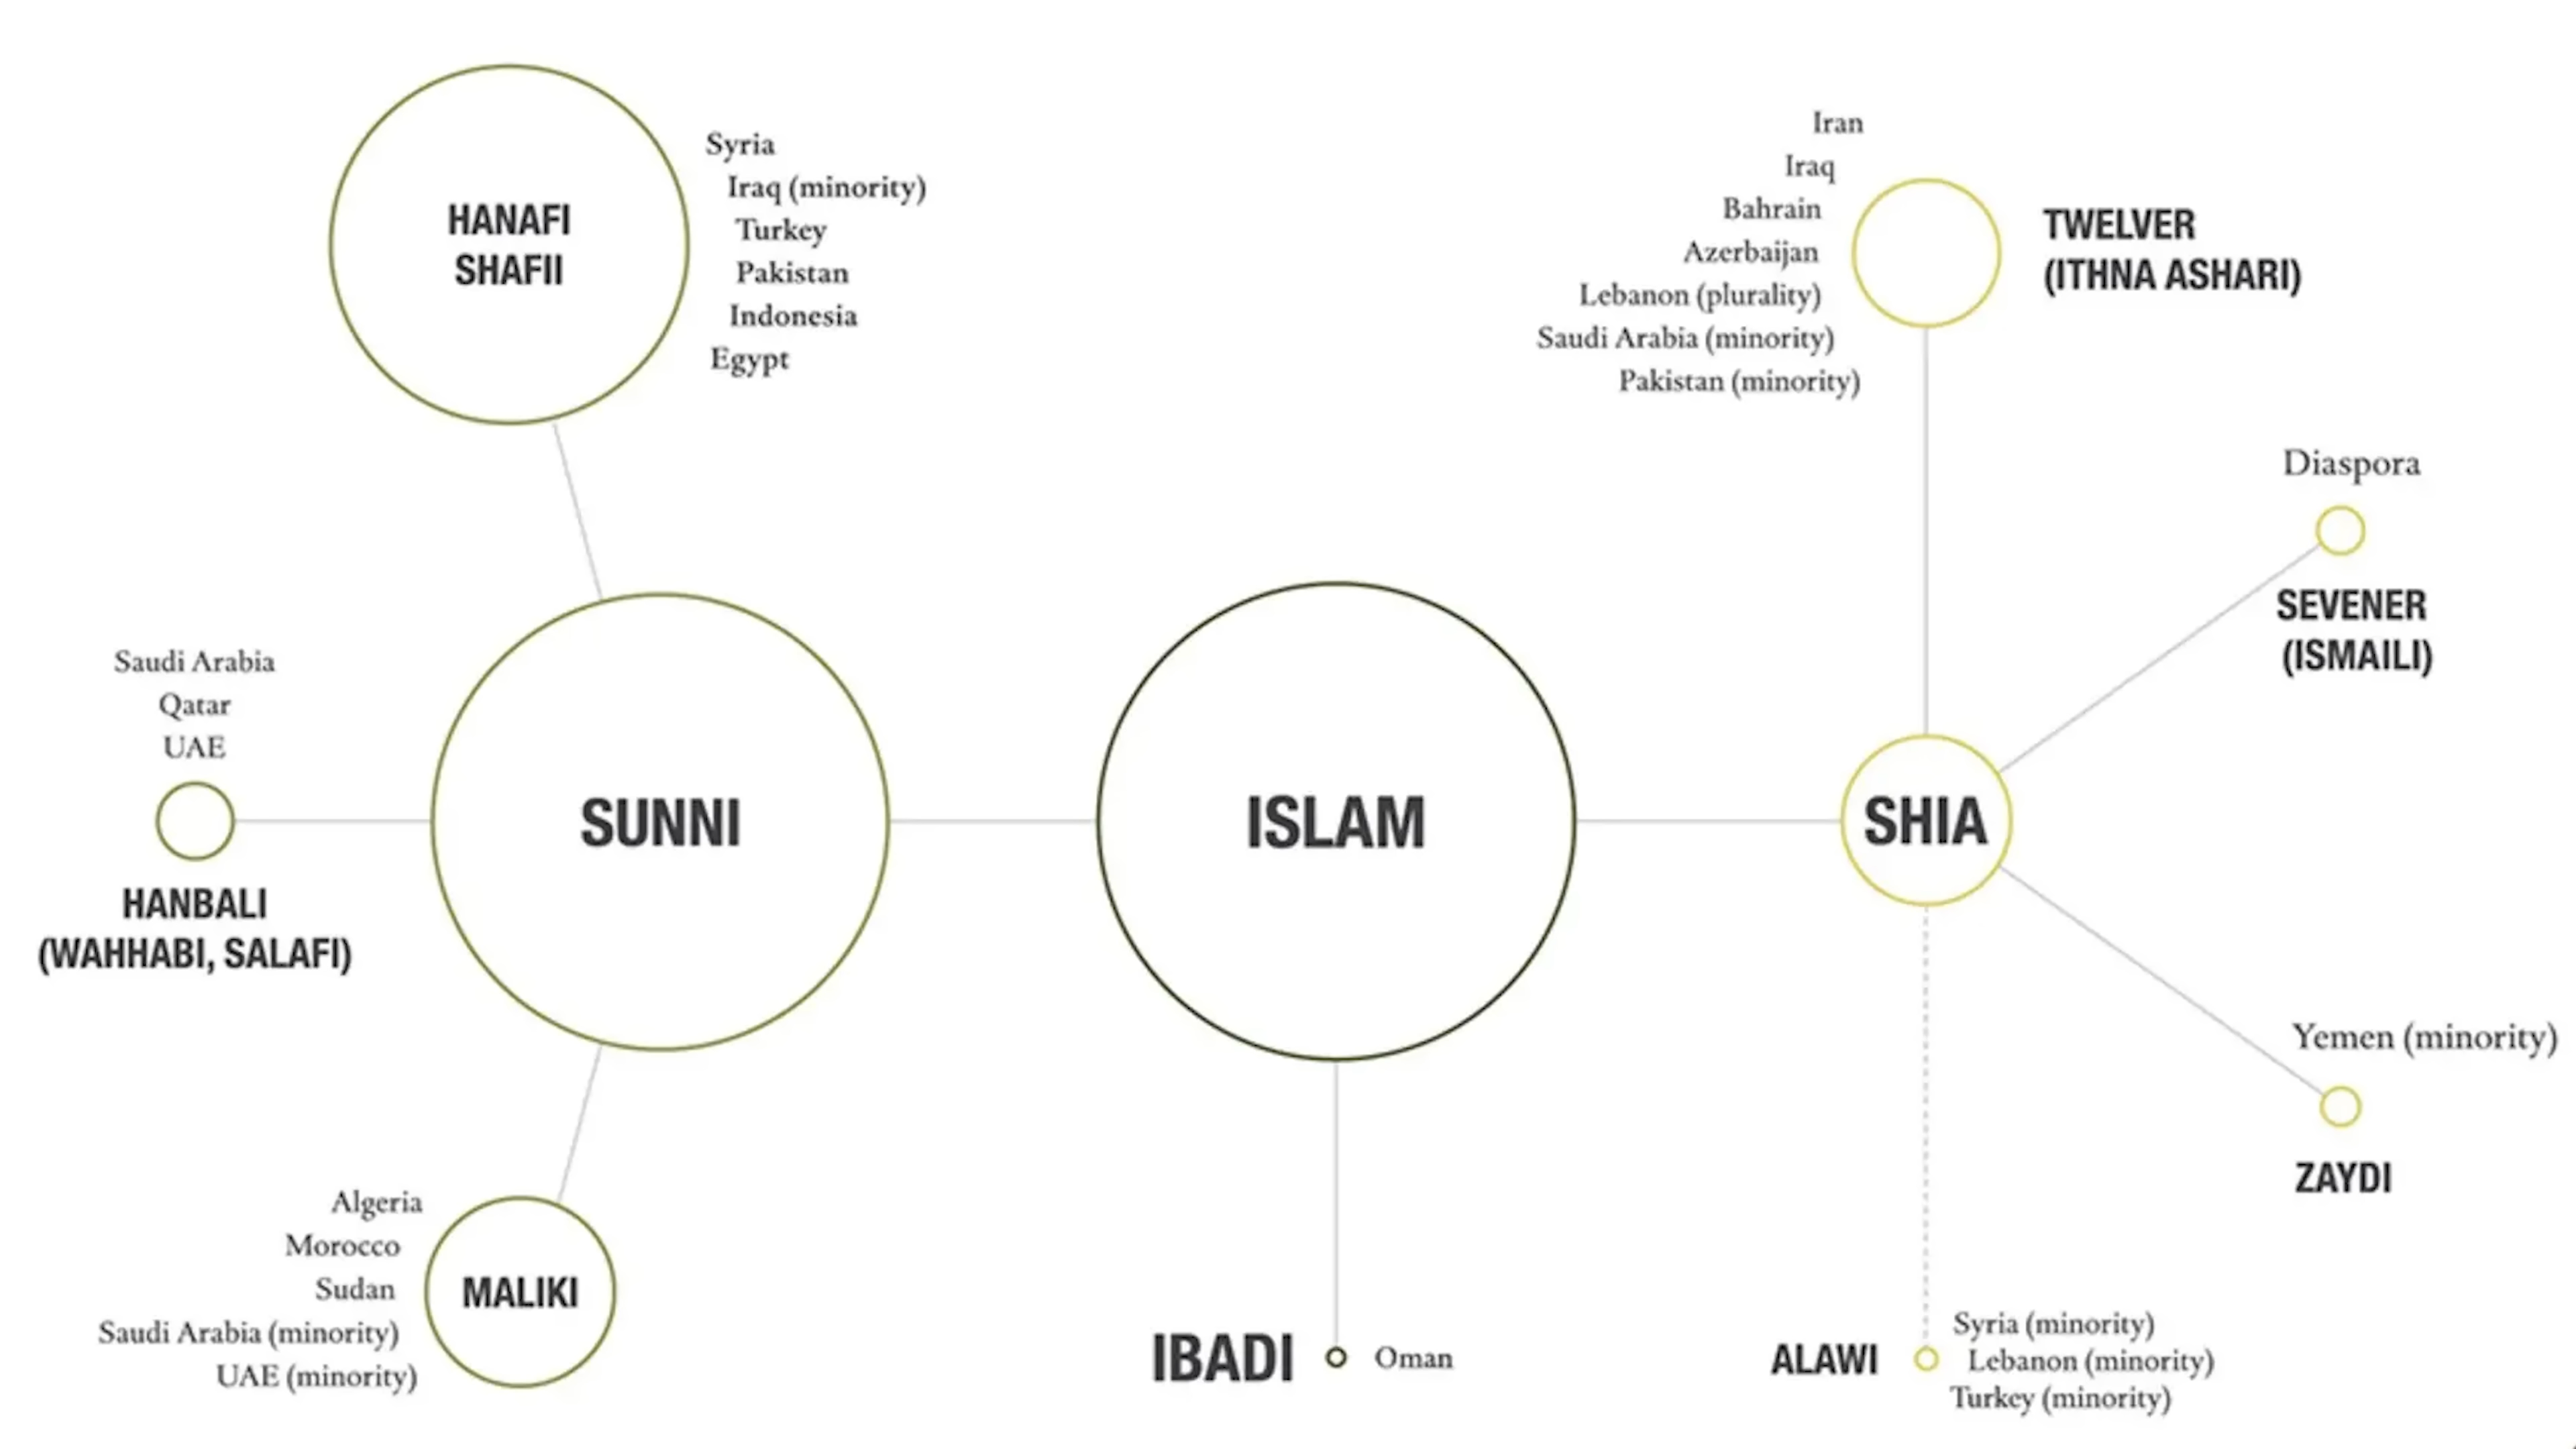 HANAFI
SHAFII
Syria
Iraq (minority)
Turkey
Pakistan
Indonesia
Egypt
Iran
Iraq
Bahrain
Azerbaijan
Lebanon (plurality)
Saudi Arabia (minority)
Pakistan (minority)
TWELVER
(ITHNA ASHARI)
Diaspora
SEVENER
(ISMAILI)
Saudi Arabia
Qatar
UAE
HANBALI
(WAHHABI, SALAFI)
SUNNI
ISLAM
SHIA
Yemen (minority)
ZAYDI
Algeria
Morocco
Sudan
Saudi Arabia (minority)
UAE (minority)
MALIKI
IBADI
Oman
ALAWI
Syria (minority)
Lebanon (minority)
Turkey (minority)